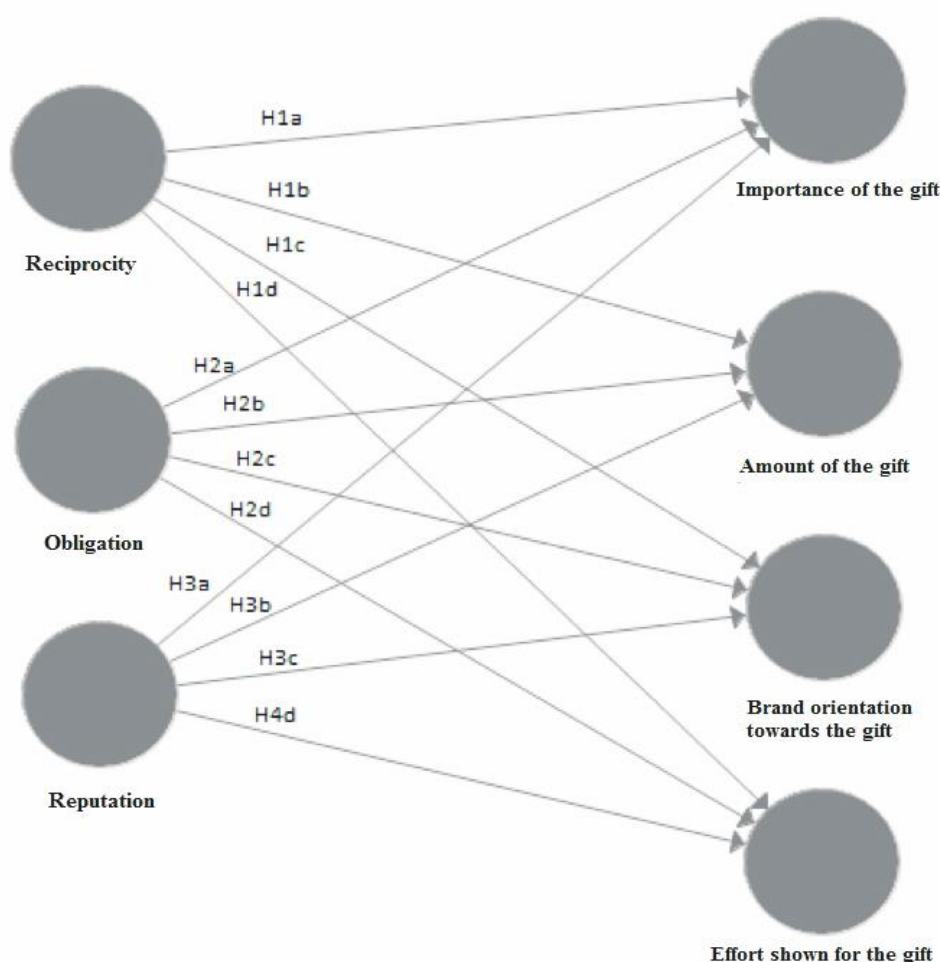 H1a
H1b
Importance of the gift
H1c
Reciprocity
H1d
H2a
H2b
H2c
Amount of the gift
H2d
Obligation
H3a
H3b
H3c
Brand orientation
towards the gift
H4d
Reputation
Effort shown for the gift